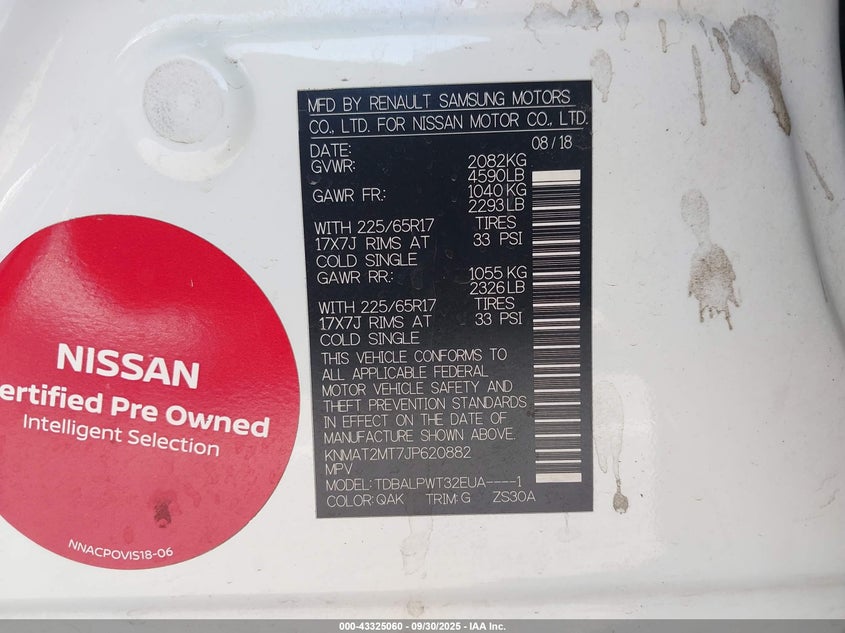 MFD BY RENAULT SAMSUNG MOTORS
CO., LTD. FOR NISSAN MOTOR CO., LTD.
DATE: 08/18
GVWR: 2082KG
4590LB
GAWR FR.: 1040KG
2293LB
WITH 225/65R17 TIRES
17X7J RIMS AT 33 PSI
COLD SINGLE
GAWR RR.: 1055KG
2326LB
WITH 225/65R17 TIRES
17X7J RIMS AT 33 PSI
COLD SINGLE
THIS VEHICLE CONFORMS TO
ALL APPLICABLE FEDERAL
MOTOR VEHICLE SAFETY AND
THEFT PREVENTION STANDARDS
IN EFFECT ON THE DATE OF
MANUFACTURE SHOWN ABOVE.
KNMAT2MT7JP620882
MPV
MODEL: TDBALPWT32EUA----1
COLOR: QAK TRIM: G ZS30A
NISSAN
ertified Pre Owned
Intelligent Selection
NNACPOVIS18-06
000-43325060 - 09/30/2025 - IAA Inc.